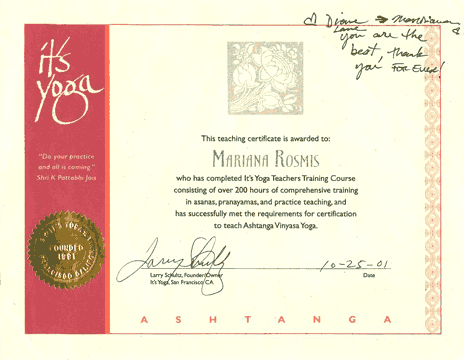 it's
yoga
"Do your practice
and all is coming."
Shri K Pattabhi Jois
FOUNDED
you are the
best, thank
you! FOR EVER!
This teaching certificate is awarded to:
MARIANA ROSMIS
who has completed It's Yoga Teachers Training Course
consisting of over 200 hours of comprehensive training
in asanas, pranayamas, and practice teaching, and
has successfully met the requirements for certification
to teach Ashtanga Vinyasa Yoga.
Larry Schultz
10-25-01
Larry Schultz, Founder/Owner
Date
It's Yoga, San Francisco CA
ASHTANGA